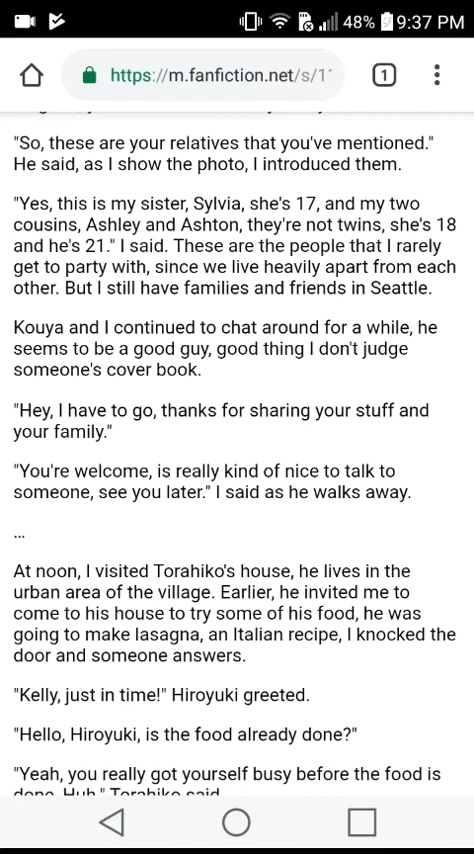 48% 9:37 PM
https://m.fanfiction.net/s/1
1
"So, these are your relatives that you've mentioned."
He said, as I show the photo, I introduced them.
"Yes, this is my sister, Sylvia, she's 17, and my two
cousins, Ashley and Ashton, they're not twins, she's 18
and he's 21." I said. These are the people that I rarely
get to party with, since we live heavily apart from each
other. But I still have families and friends in Seattle.
Kouya and I continued to chat around for a while, he
seems to be a good guy, good thing I don't judge
someone's cover book.
"Hey, I have to go, thanks for sharing your stuff and
your family."
"You're welcome, is really kind of nice to talk to
someone, see you later." I said as he walks away.
...
At noon, I visited Torahiko's house, he lives in the
urban area of the village. Earlier, he invited me to
come to his house to try some of his food, he was
going to make lasagna, an Italian recipe, I knocked the
door and someone answers.
"Kelly, just in time!" Hiroyuki greeted.
"Hello, Hiroyuki, is the food already done?"
"Yeah, you really got yourself busy before the food is
done, Huh." Torahiko said